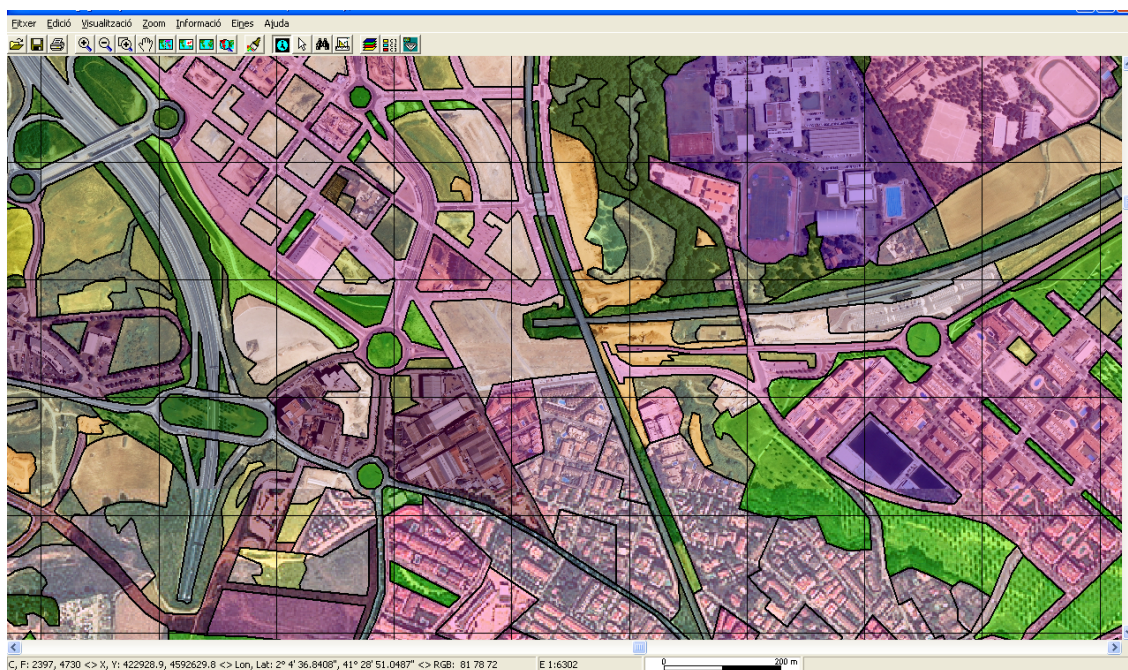 Fitxer Edició Visualització Zoom Informació Eines Ajuda
C, F: 2397, 4730 <> X, Y: 422928.9, 4592629.8 <> Lon, Lat: 2° 4' 36.8408", 41° 28' 51.0487" <> RGB: 81 78 72
E 1:6302
0 200 m